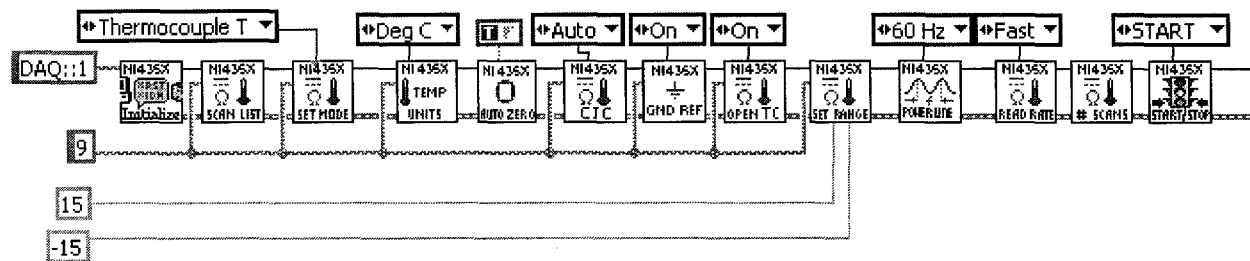 Thermocouple T
Deg C
T F
Auto
On
On
60 Hz
Fast
START
DAQ::1
NI435X
Initialize
NI435X
SCAN LIST
NI435X
SET MODE
NI435X
TEMP
UNITS
NI435X
AUTO ZERO
NI435X
CJC
NI435X
GND REF
NI435X
OPEN TC
NI435X
SET RANGE
NI435X
POWERLINE
NI435X
READ RATE
NI435X
# SCANS
NI435X
START/STOP
9
15
-15